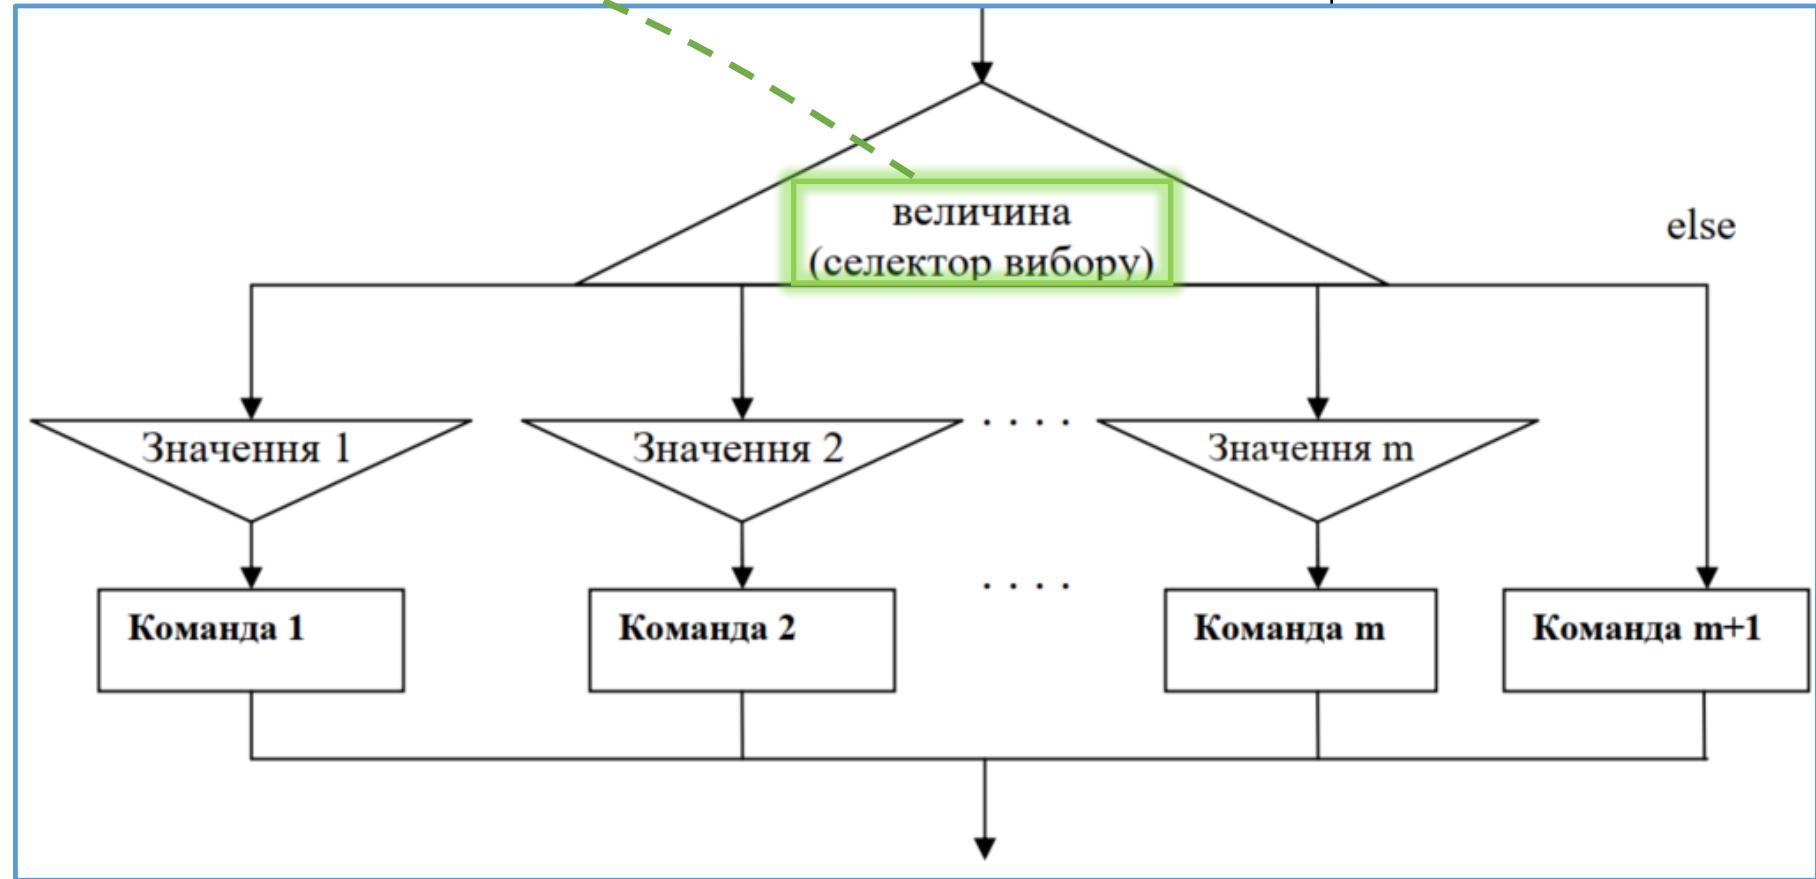 величина
(селектор вибору)
else
Значення 1
Значення 2
. . . .
Значення m
Команда 1
Команда 2
. . . .
Команда m
Команда m+1